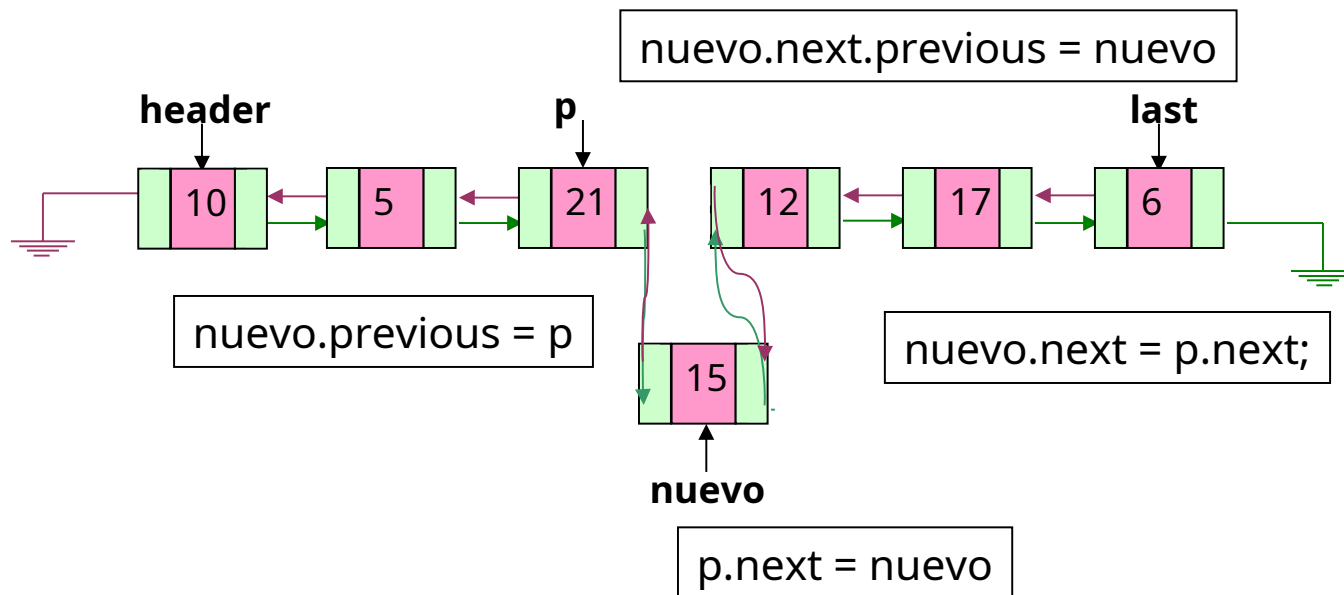 nuevo.next.previous = nuevo
header
p
last
10
5
21
12
17
6
nuevo.previous = p
nuevo.next = p.next;
15
nuevo
p.next = nuevo